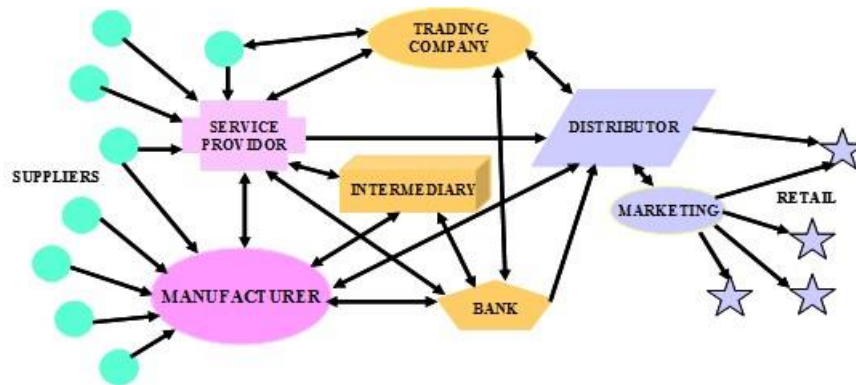 TRADING
COMPANY
SERVICE
PROVIDOR
DISTRIBUTOR
SUPPLIERS
INTERMEDIARY
RETAIL
MARKETING
MANUFACTURER
BANK